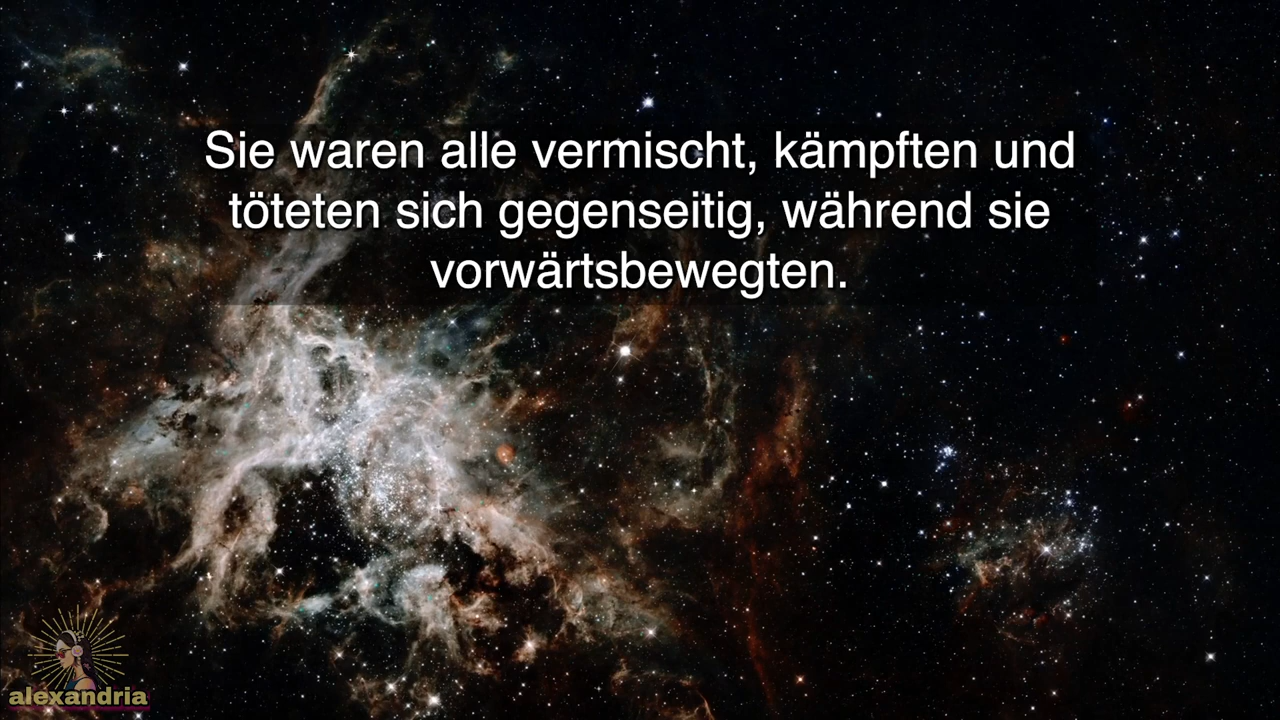 Sie waren alle vermischt, kämpften und
töteten sich gegenseitig, während sie
vorwärtsbewegten.
alexandria